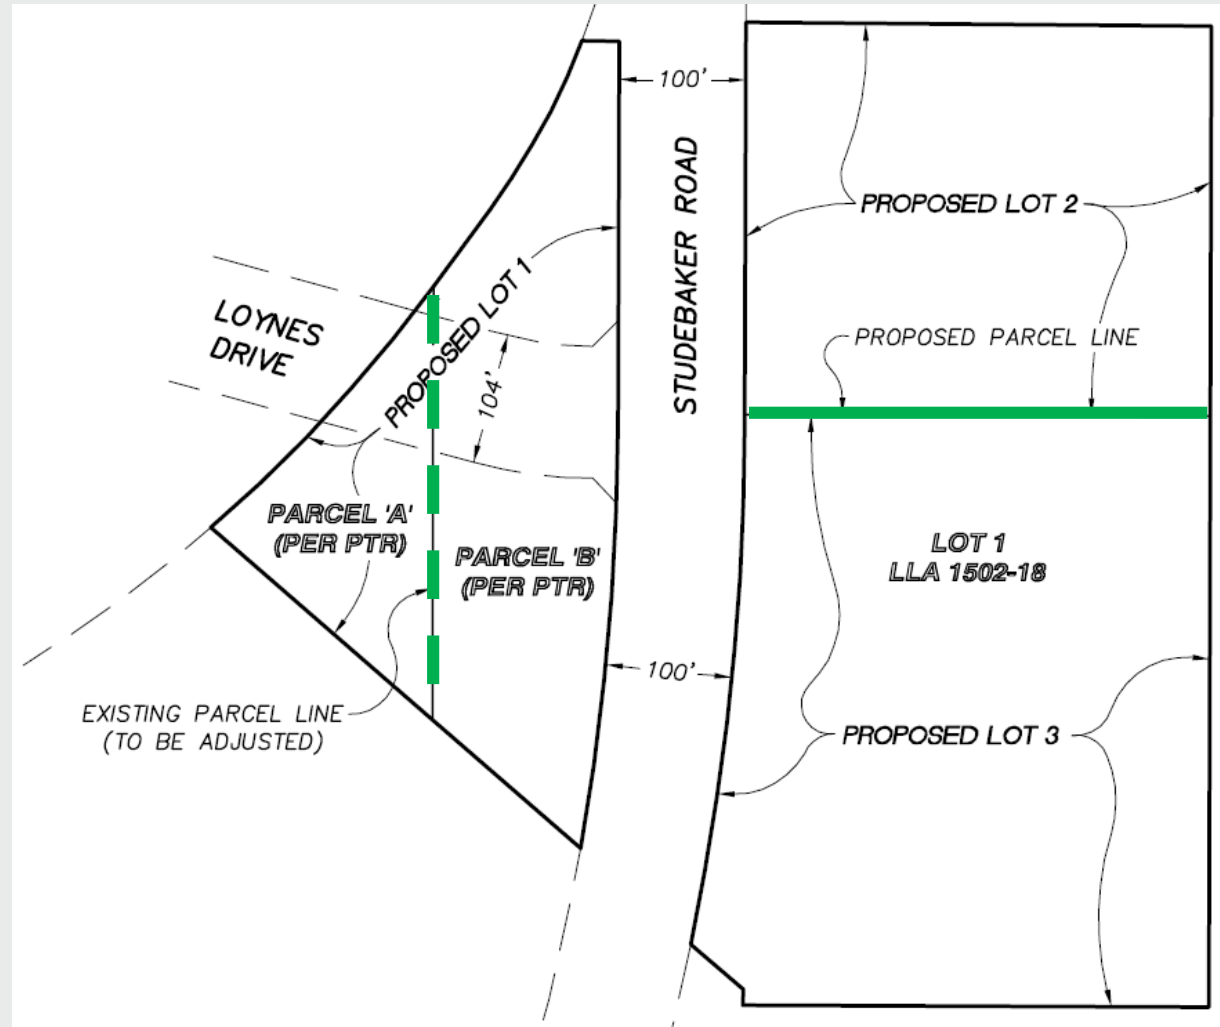 100'
STUDEBAKER ROAD
PROPOSED LOT 2
PROPOSED LOT 1
LOYNES
DRIVE
PROPOSED PARCEL LINE
104'
PARCEL 'A'
(PER PTR)
PARCEL 'B'
(PER PTR)
LOT 1
LLA 1502-18
100'
EXISTING PARCEL LINE
(TO BE ADJUSTED)
PROPOSED LOT 3